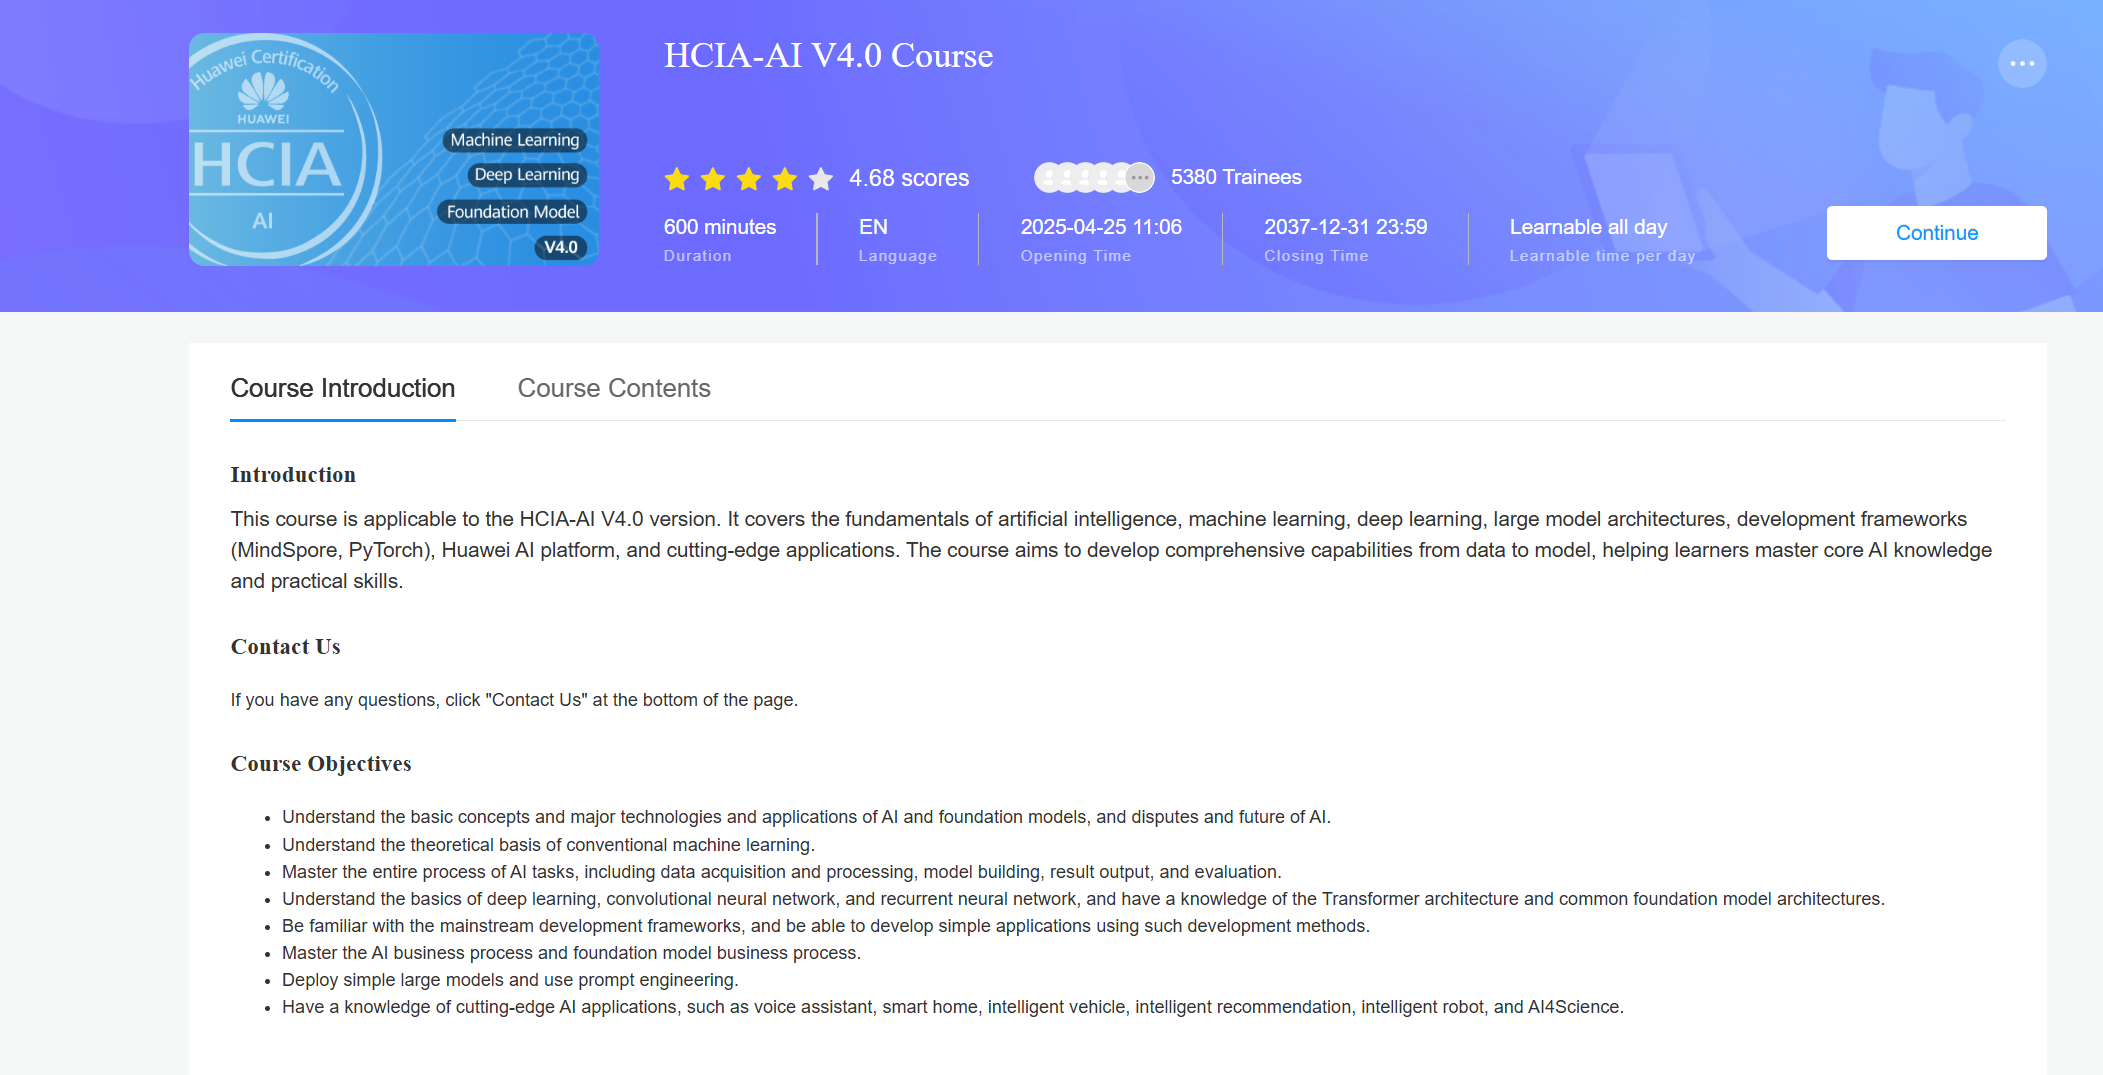 Huawei Certification
HUAWEI
HCIA
AI
Machine Learning
Deep Learning
Foundation Model
V4.0
HCIA-AI V4.0 Course
4.68 scores
5380 Trainees
600 minutes
Duration
EN
Language
2025-04-25 11:06
Opening Time
2037-12-31 23:59
Closing Time
Learnable all day
Learnable time per day
Continue
Course Introduction
Course Contents
Introduction
This course is applicable to the HCIA-AI V4.0 version. It covers the fundamentals of artificial intelligence, machine learning, deep learning, large model architectures, development frameworks
(MindSpore, PyTorch), Huawei AI platform, and cutting-edge applications. The course aims to develop comprehensive capabilities from data to model, helping learners master core AI knowledge
and practical skills.
Contact Us
If you have any questions, click "Contact Us" at the bottom of the page.
Course Objectives
• Understand the basic concepts and major technologies and applications of AI and foundation models, and disputes and future of AI.
• Understand the theoretical basis of conventional machine learning.
• Master the entire process of AI tasks, including data acquisition and processing, model building, result output, and evaluation.
• Understand the basics of deep learning, convolutional neural network, and recurrent neural network, and have a knowledge of the Transformer architecture and common foundation model architectures.
• Be familiar with the mainstream development frameworks, and be able to develop simple applications using such development methods.
• Master the AI business process and foundation model business process.
• Deploy simple large models and use prompt engineering.
• Have a knowledge of cutting-edge AI applications, such as voice assistant, smart home, intelligent vehicle, intelligent recommendation, intelligent robot, and AI4Science.